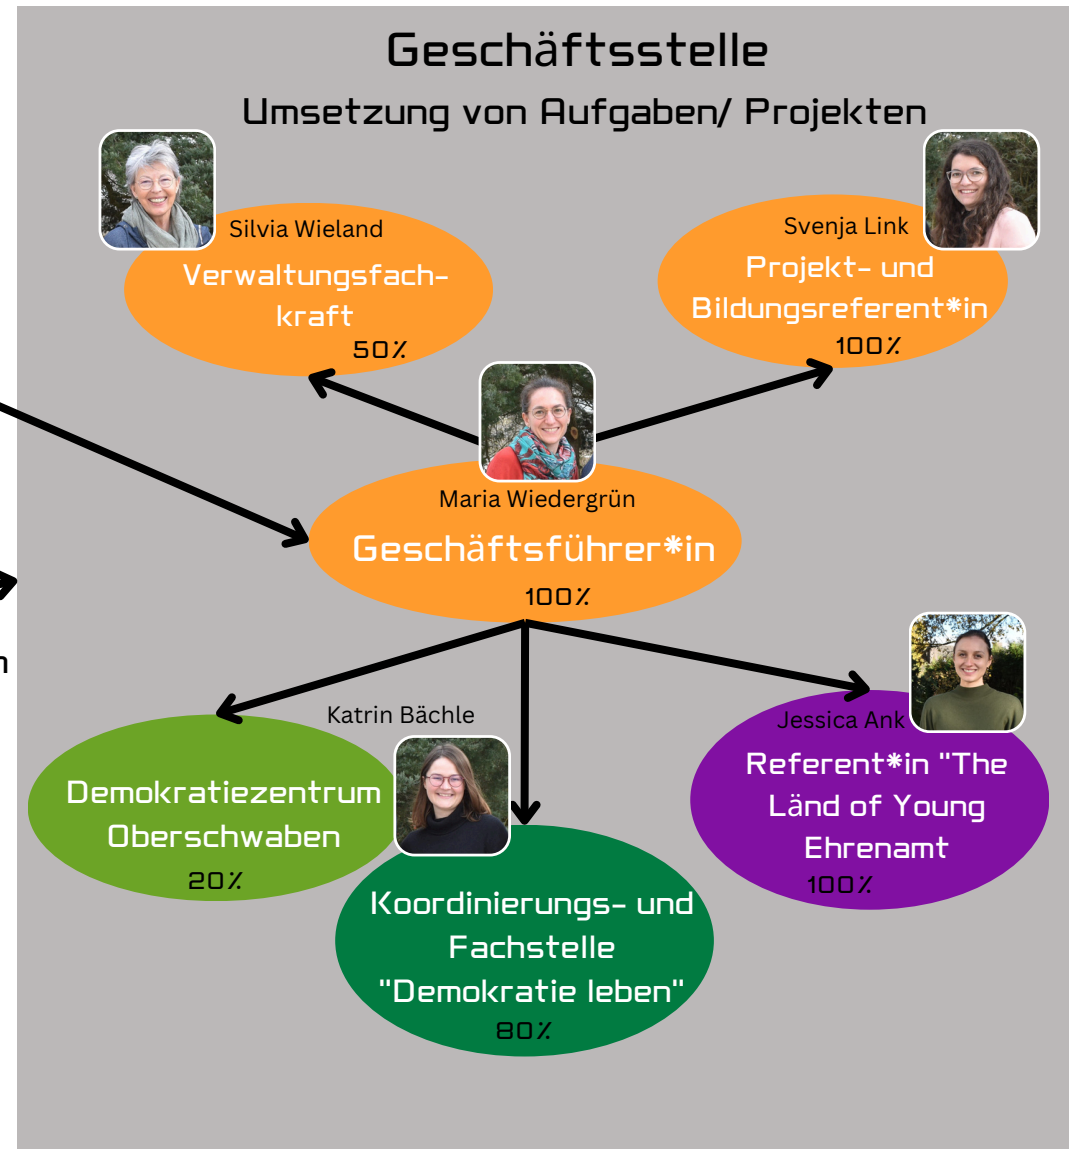 Geschäftsstelle
Umsetzung von Aufgaben/ Projekten
Silvia Wieland
Verwaltungsfach-
kraft
50%
Svenja Link
Projekt- und
Bildungsreferent*in
100%
Maria Wiedergrün
Geschäftsführer*in
100%
n
Katrin Bächle
Demokratiezentrum
Oberschwaben
20%
Koordinierungs- und
Fachstelle
"Demokratie leben"
80%
Jessica Ank
Referent*in "The
Länd of Young
Ehrenamt
100%